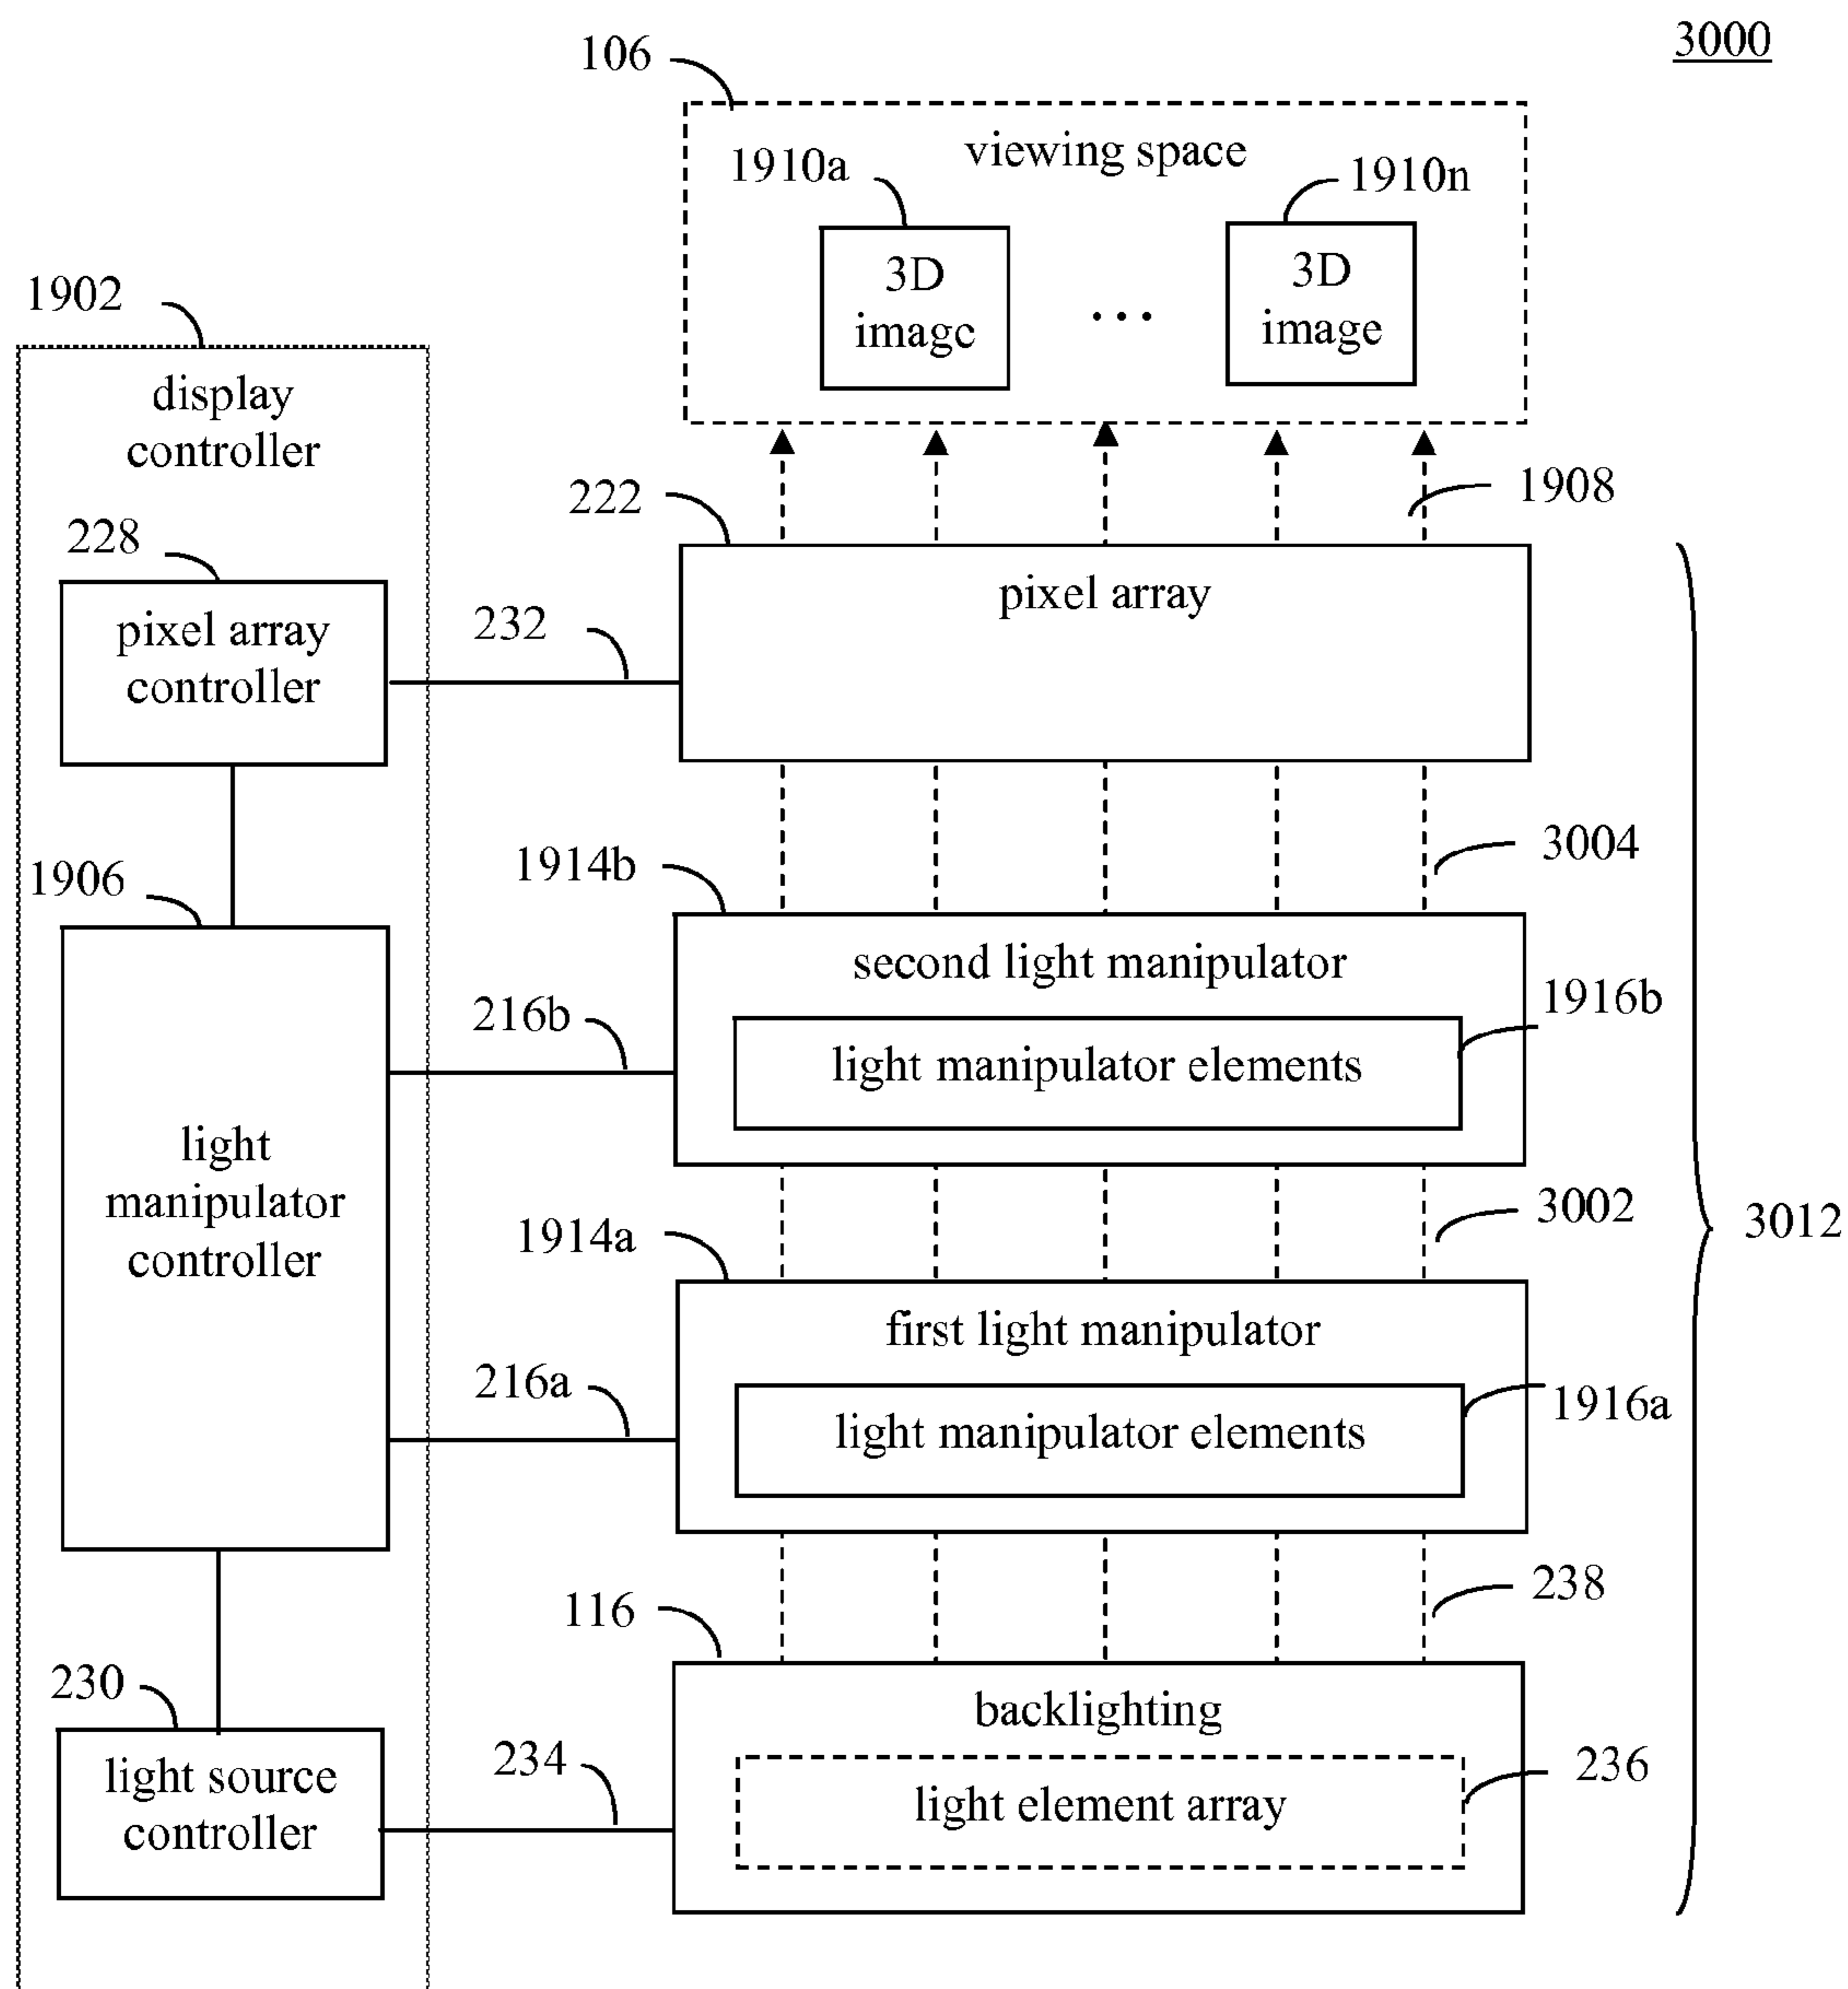 3000
106
viewing space
1910a
1910n
3D
image
...
3D
image
1902
display
controller
222
1908
228
pixel array
controller
232
pixel array
1914b
3004
1906
second light manipulator
216b
1916b
light manipulator elements
light
manipulator
controller
1914a
3002
3012
first light manipulator
216a
1916a
light manipulator elements
116
238
230
backlighting
light source
controller
234
236
light element array